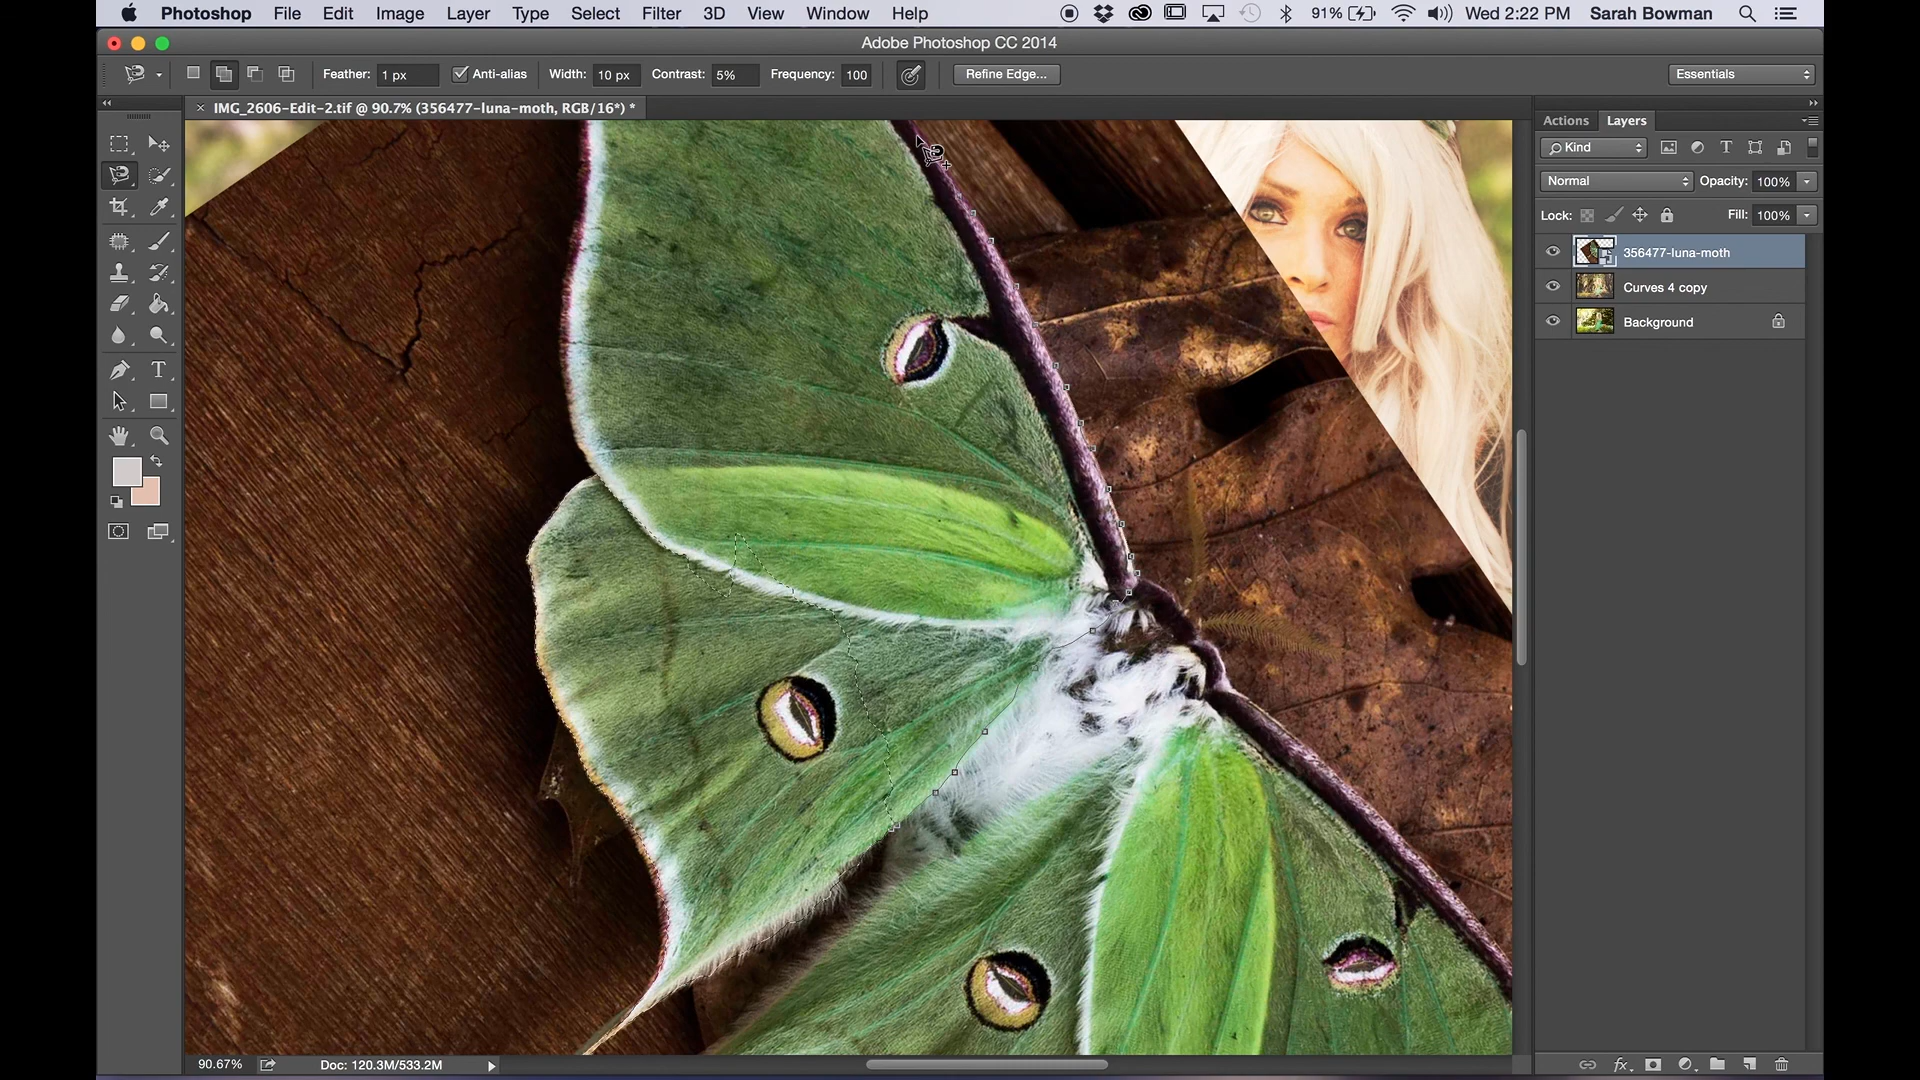 Photoshop File Edit Image Layer Type Select Filter 3D View Window Help 91% Wed 2:22 PM Sarah Bowman
Adobe Photoshop CC 2014
Feather: 1 px Anti-alias Width: 10 px Contrast: 5% Frequency: 100 Refine Edge... Essentials
× IMG_2606-Edit-2.tif @ 90.7% (356477-luna-moth, RGB/16*) *
Actions Layers
Kind
Normal Opacity: 100%
Lock: Fill: 100%
356477-luna-moth
Curves 4 copy
Background
90.67% Doc: 120.3M/533.2M